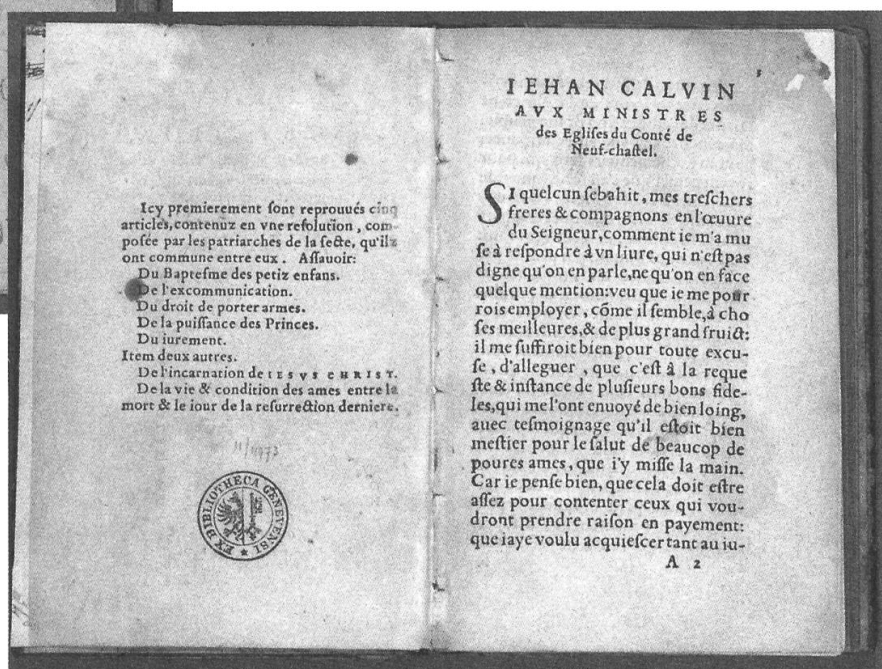 Icy premierement ſont reprouués cinq
articles, contenuz en vne reſolution, com-
poſée par les patriarches de la ſecte, qu'ilz
ont commune entre eux. Aſſauoir:
Du Bapteſme des petiz enfans.
De l'excommunication.
Du droit de porter armes.
De la puiſſance des Princes.
Du iurement.
Item deux autres.
De l'incarnation de IESVS CHRIST.
De la vie & condition des ames entre la
mort & le iour de la reſurrection derniere.
EX BIBLIOTHECA GENEVENSI
IEHAN CALVIN
AVX MINISTRES
des Egliſes du Conté de
Neuf-chaſtel.
SI quelcun ſebahit, mes treſchers
freres & compagnons en l'œuure
du Seigneur, comment ie m'a mu
ſe à reſpondre à vn liure, qui n'eſt pas
digne qu'on en parle, ne qu'on en face
quelque mention: veu que ie me pour
rois employer, cõme il ſemble, à cho
ſes meilleures, & de plus grand fruict:
il me ſuffiroit bien pour toute excu-
ſe, d'alleguer, que c'eſt à la reque
ſte & inſtance de pluſieurs bons fide-
les, qui me l'ont enuoyé de bien loing,
auec teſmoignage qu'il eſtoit bien
meſtier pour le ſalut de beaucop de
poures ames, que i'y miſſe la main.
Car ie penſe bien, que cela doit eſtre
aſſez pour contenter ceux qui vou-
dront prendre raiſon en payement:
que iaye voulu acquieſcer tant au iu-
A 2